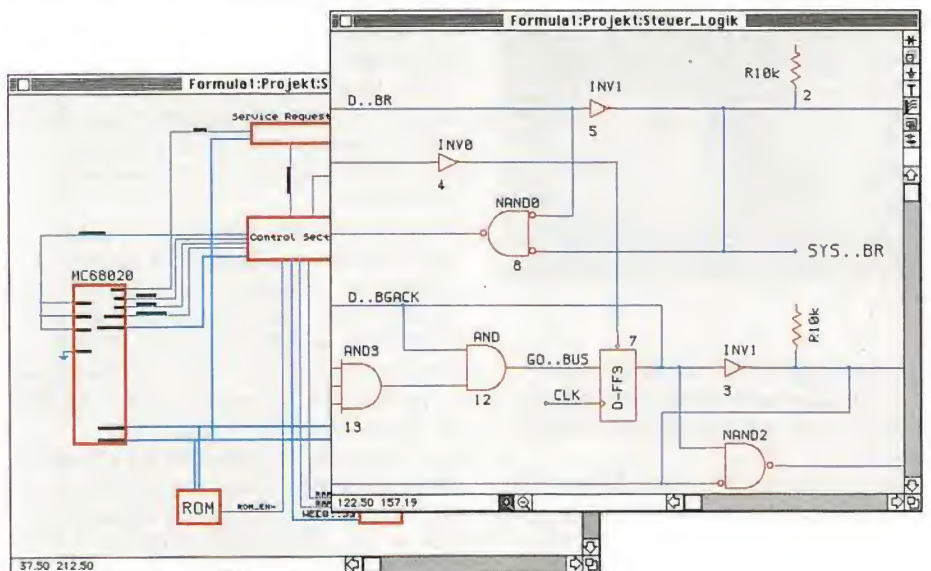 Formula1:Projekt:Steuer_Logik
Formula1:Projekt:S
R10k
2
D..BR
INV1
5
INV0
4
NAND0
8
SYS..BR
Service Request
Control Sect
MC68020
D..BGACK
R10k
AND3
13
AND
12
GO..BUS
7
D-FF3
CLK
INV1
3
NAND2
ROM
ROM_EN~
122.50 157.19
37.50 212.50